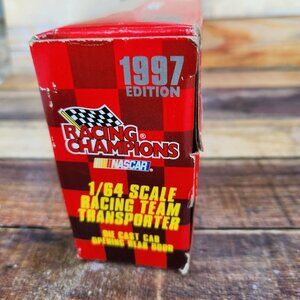 1997
EDITION
RACING®
CHAMPIONS
NASCAR
1/64 SCALE
RACING TEAM
TRANSPORTER
DIE CAST CAB
OPENING REAR DOOR